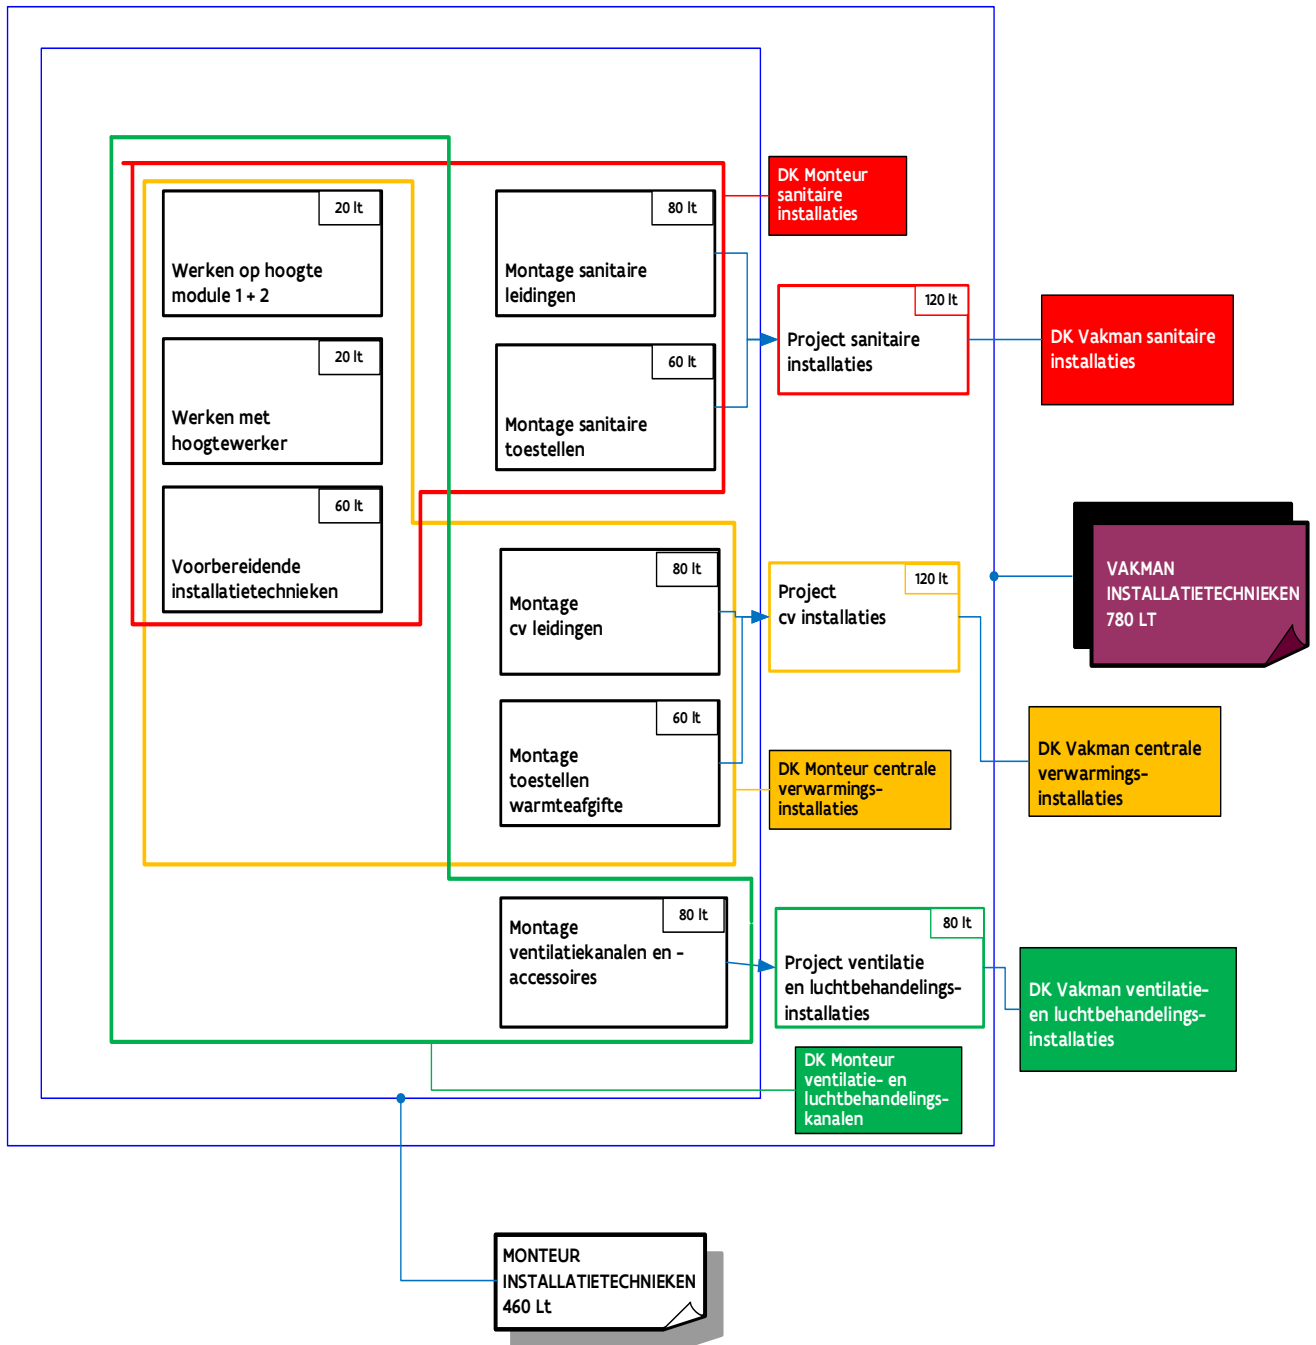 20 lt
Werken op hoogte
module 1 + 2
20 lt
Werken met
hoogtewerker
60 lt
Voorbereidende
installatietechnieken
80 lt
Montage sanitaire
leidingen
60 lt
Montage sanitaire
toestellen
80 lt
Montage
cv leidingen
60 lt
Montage
toestellen
warmteafgifte
80 lt
Montage
ventilatiekanalen en -
accessoires
DK Monteur
sanitaire
installaties
120 lt
Project sanitaire
installaties
120 lt
Project
cv installaties
DK Monteur centrale
verwarmings-
installaties
80 lt
Project ventilatie
en luchtbehandelings-
installaties
DK Monteur
ventilatie- en
luchtbehandelings-
kanalen
DK Vakman sanitaire
installaties
VAKMAN
INSTALLATIETECHNIEKEN
780 LT
DK Vakman centrale
verwarmings-
installaties
DK Vakman ventilatie-
en luchtbehandelings-
installaties
MONTEUR
INSTALLATIETECHNIEKEN
460 Lt